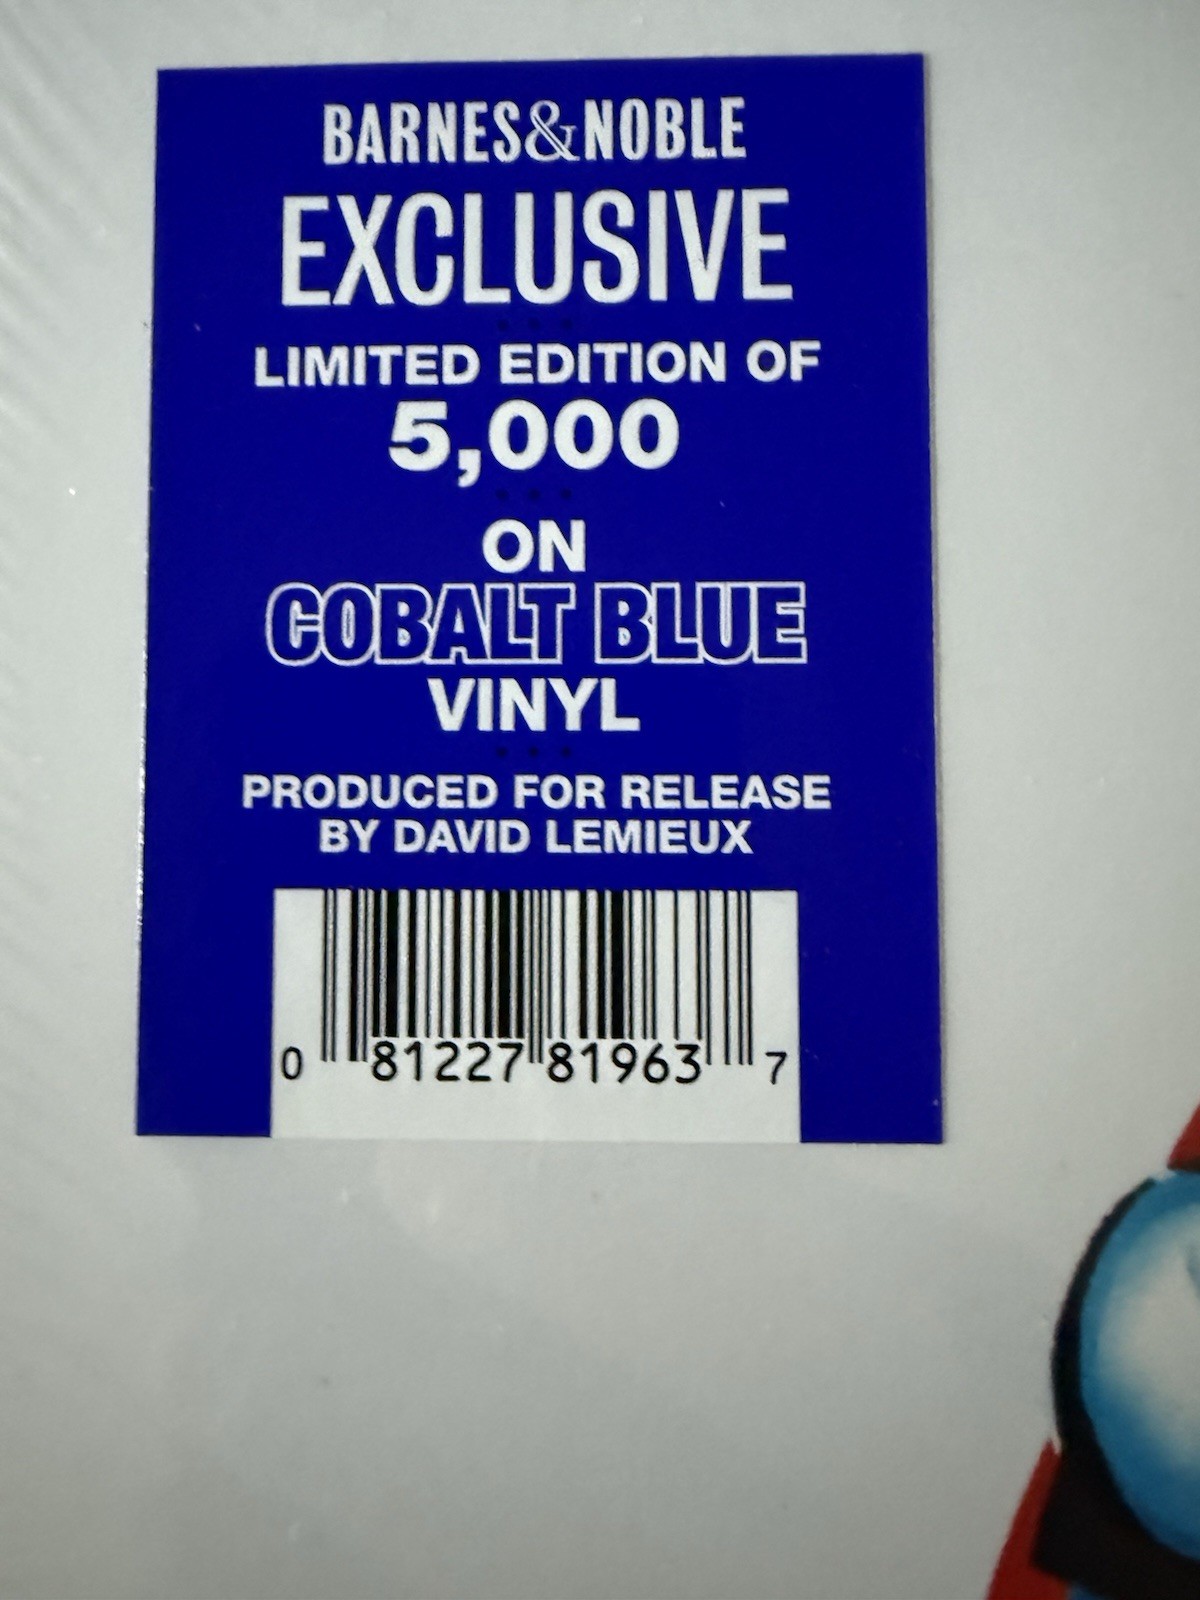 BARNES&NOBLE
EXCLUSIVE
LIMITED EDITION OF
5,000
ON
COBALT BLUE
VINYL
PRODUCED FOR RELEASE
BY DAVID LEMIEUX
0 81227 81963 7